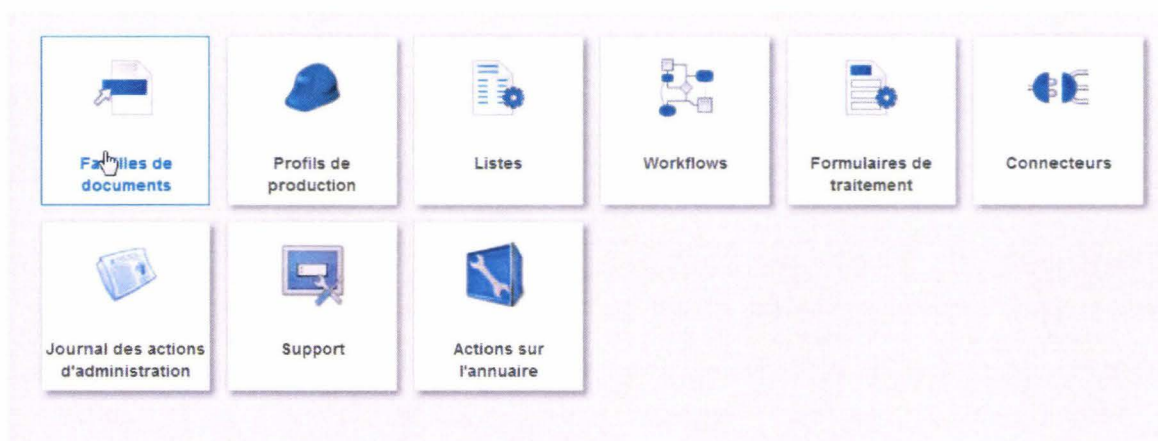 Familles de
documents
Profils de
production
Listes
Workflows
Formulaires de
traitement
Connecteurs
Journal des actions
d'administration
Support
Actions sur
l'annuaire